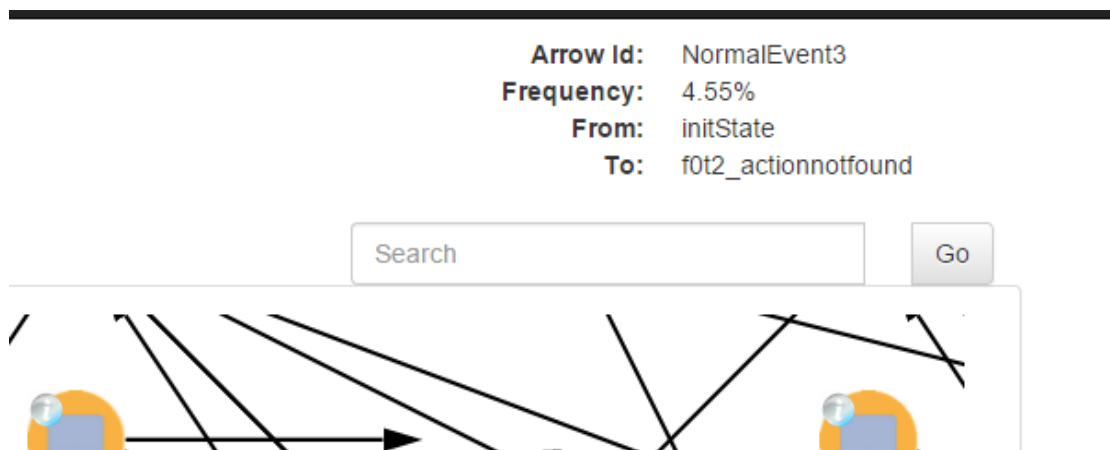 Arrow Id: NormalEvent3
Frequency: 4.55%
From: initState
To: f0t2_actionnotfound
Search Go
i i